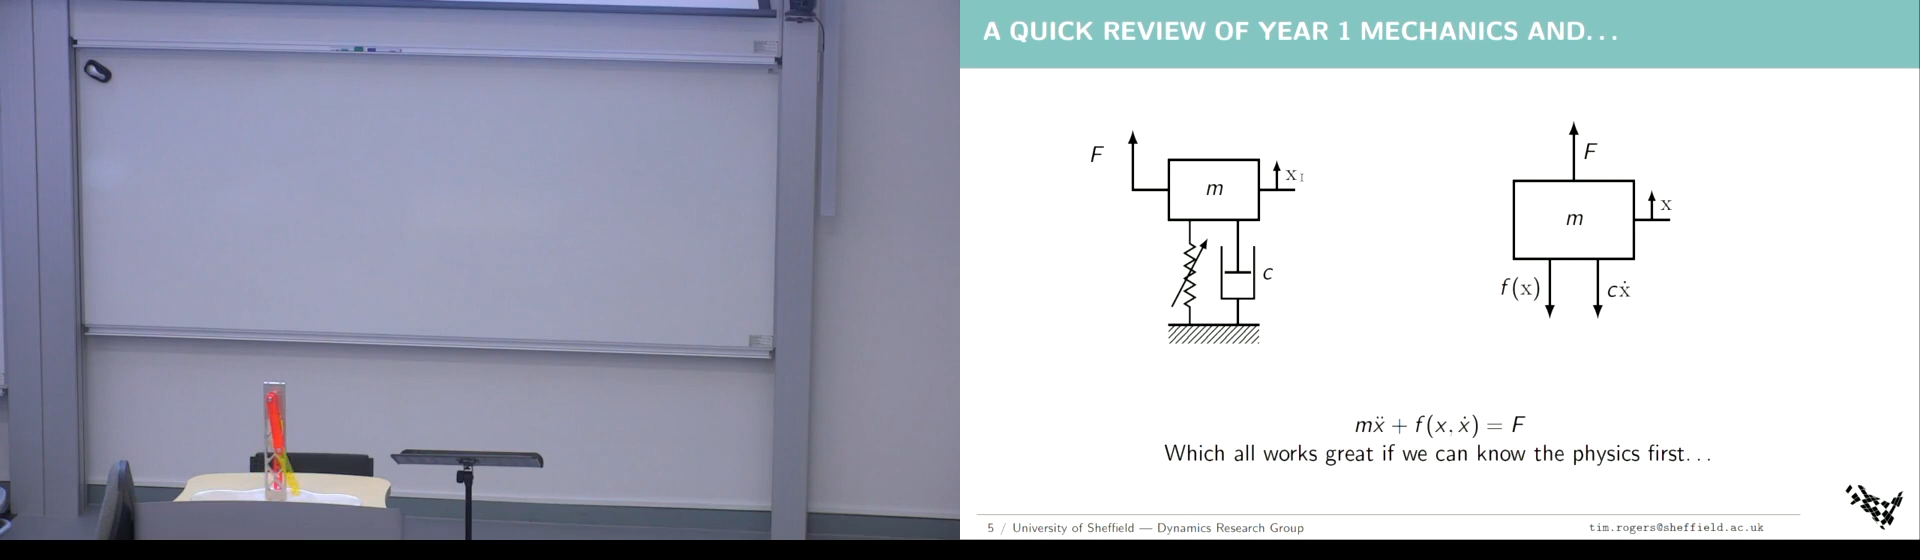 A QUICK REVIEW OF YEAR 1 MECHANICS AND...
F
m
x₁
c
F
m
x
f(x)
cẋ
mẍ + f(x, ẋ) = F
Which all works great if we can know the physics first...
5 / University of Sheffield — Dynamics Research Group
tim.rogers@sheffield.ac.uk